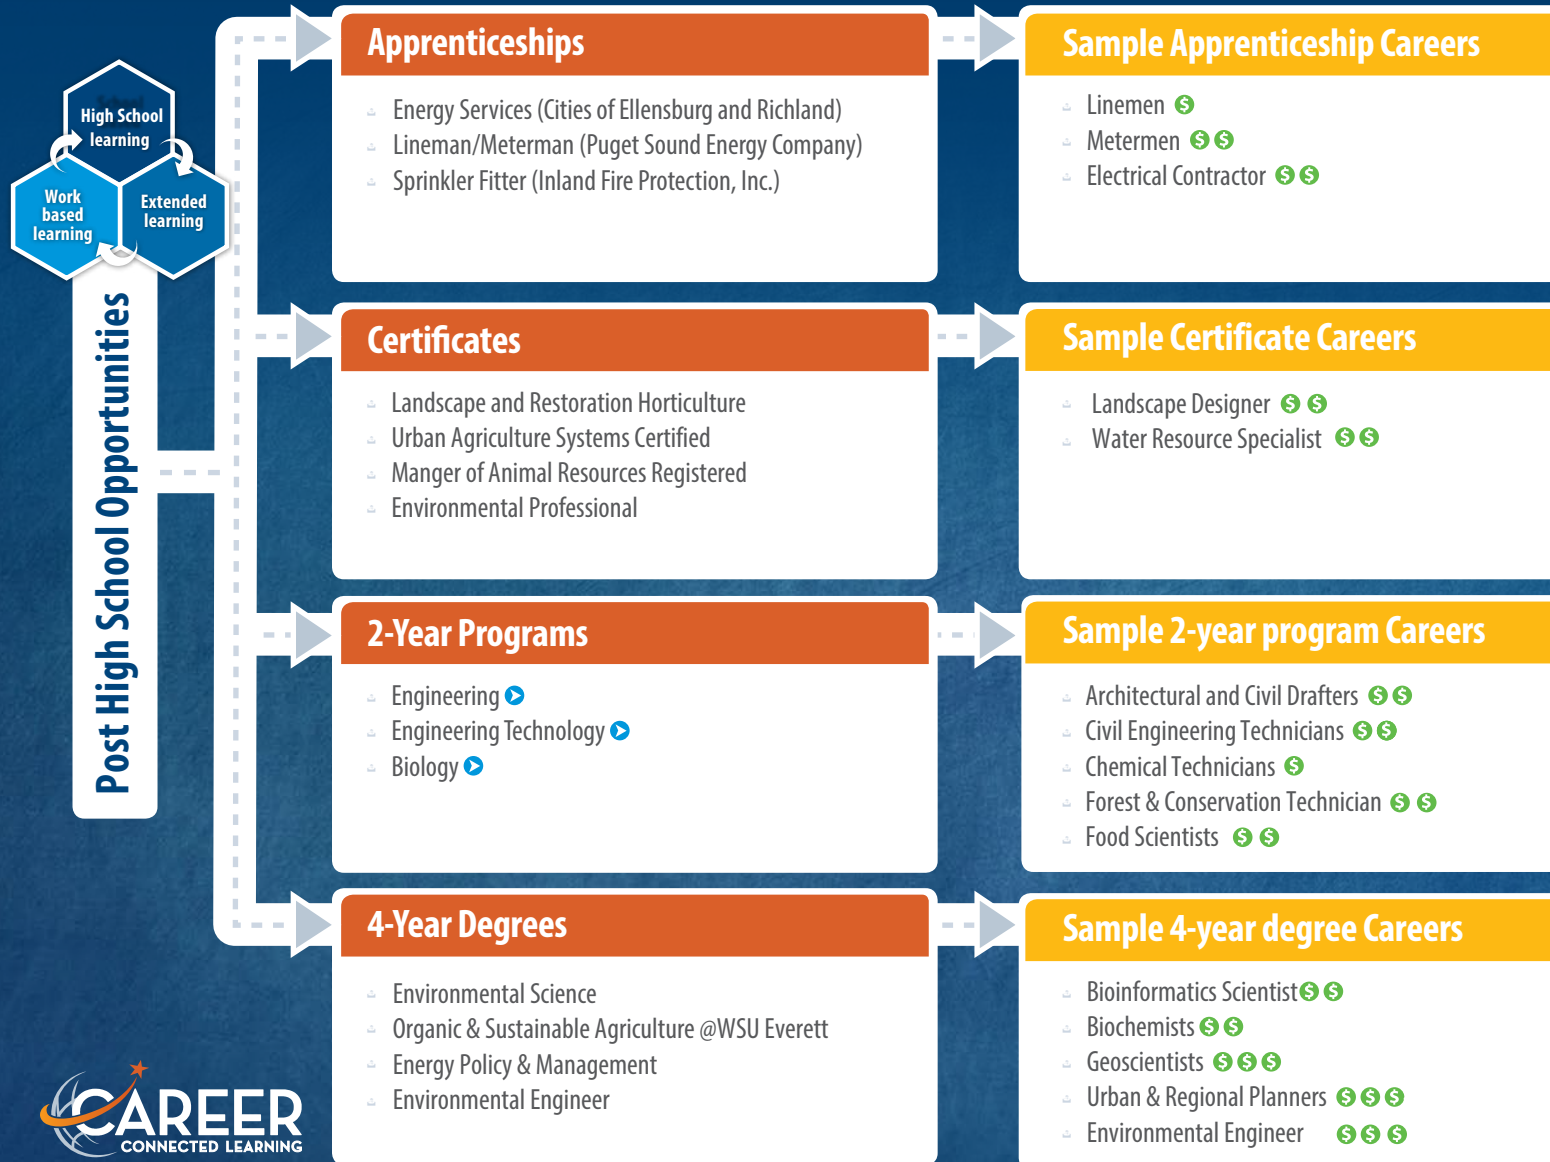 High School
learning
Work
based
learning
Extended
learning
Post High School Opportunities
Apprenticeships
Energy Services (Cities of Ellensburg and Richland)
Lineman/Meterman (Puget Sound Energy Company)
Sprinkler Fitter (Inland Fire Protection, Inc.)
Sample Apprenticeship Careers
Linemen $
Metermen $ $
Electrical Contractor $ $
Certificates
Landscape and Restoration Horticulture
Urban Agriculture Systems Certified
Manger of Animal Resources Registered
Environmental Professional
Sample Certificate Careers
Landscape Designer $ $
Water Resource Specialist $ $
2-Year Programs
Engineering
Engineering Technology
Biology
Sample 2-year program Careers
Architectural and Civil Drafters $ $
Civil Engineering Technicians $ $
Chemical Technicians $
Forest & Conservation Technician $ $
Food Scientists $ $
4-Year Degrees
Environmental Science
Organic & Sustainable Agriculture @WSU Everett
Energy Policy & Management
Environmental Engineer
Sample 4-year degree Careers
Bioinformatics Scientist $ $
Biochemists $ $
Geoscientists $ $ $
Urban & Regional Planners $ $ $
Environmental Engineer $ $ $
CAREER
CONNECTED LEARNING